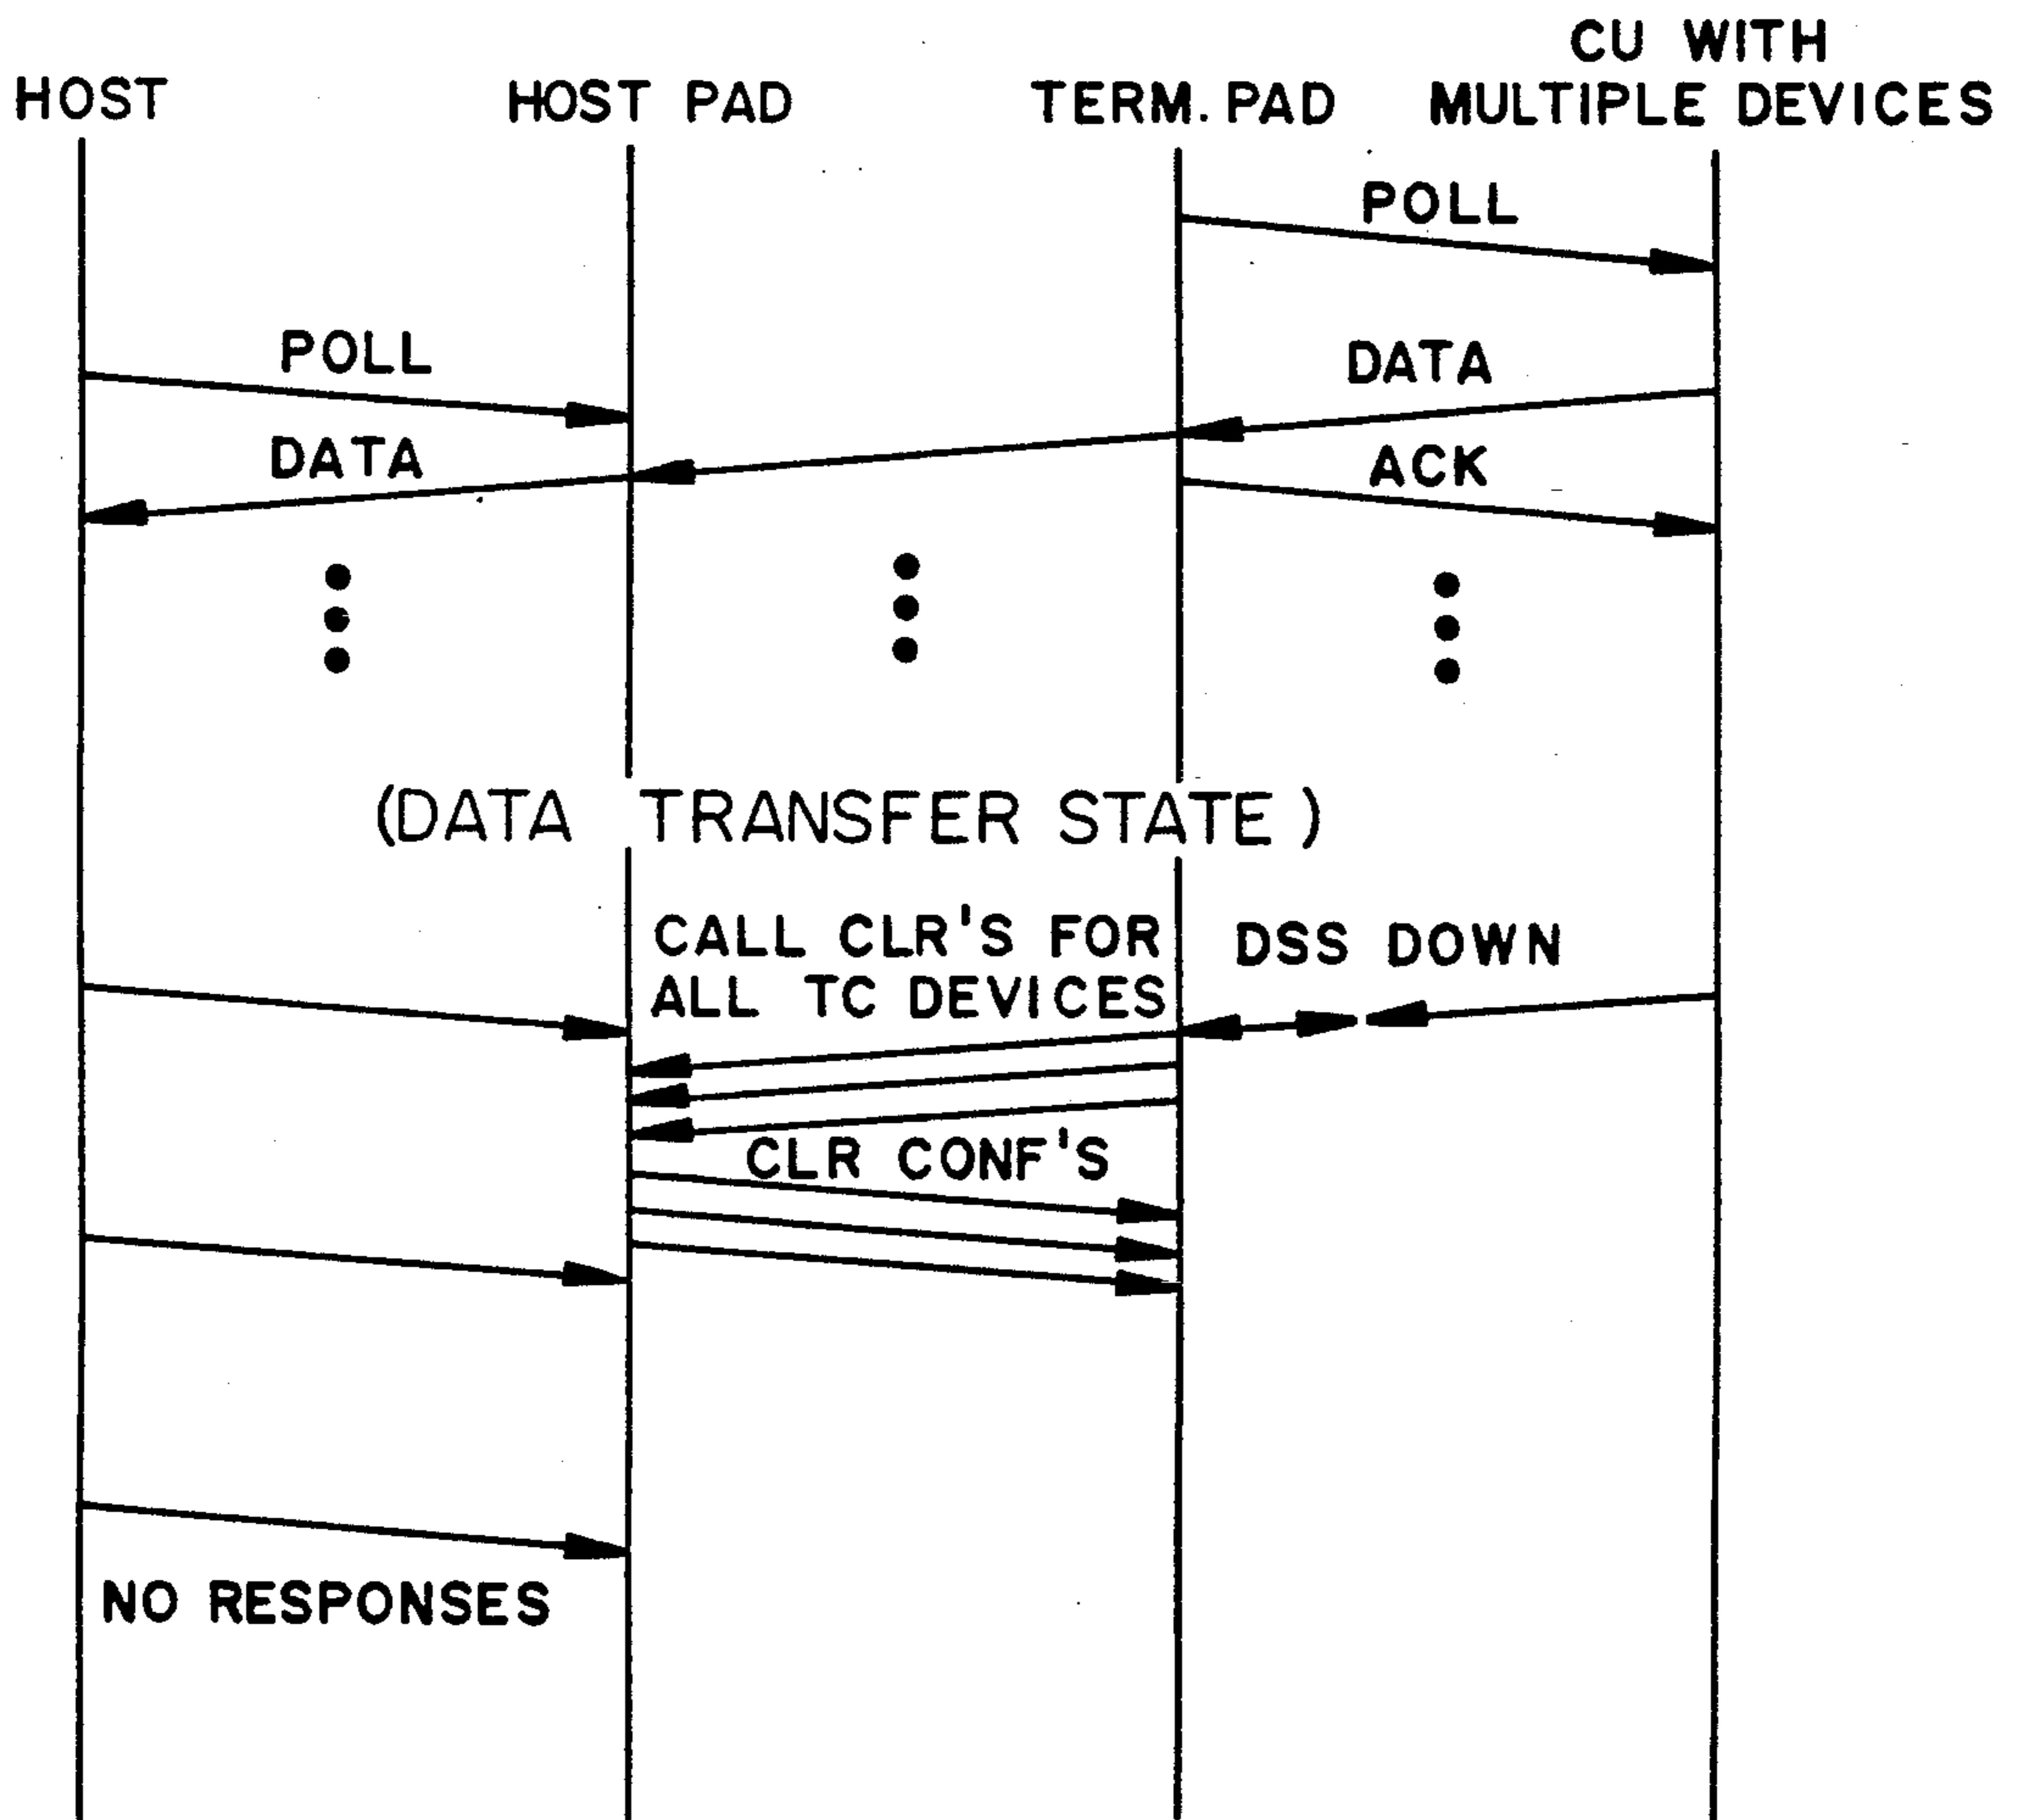 HOST
HOST PAD
TERM. PAD
CU WITH
MULTIPLE DEVICES
POLL
POLL
DATA
DATA
ACK
(DATA TRANSFER STATE)
CALL CLR'S FOR
ALL TC DEVICES
DSS DOWN
CLR CONF'S
NO RESPONSES